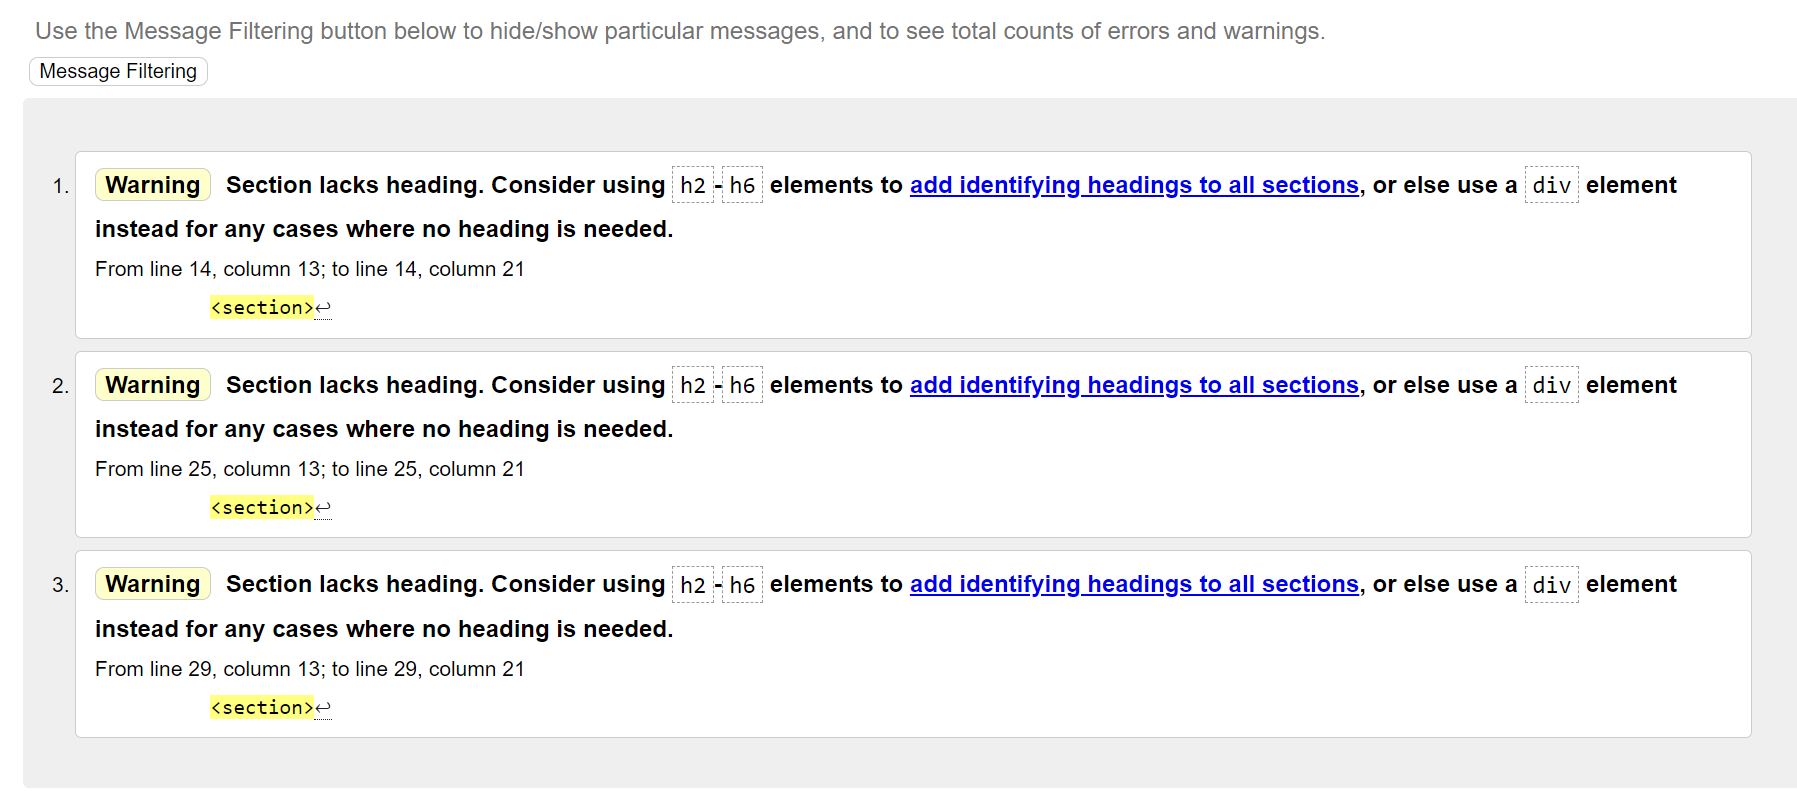 Use the Message Filtering button below to hide/show particular messages, and to see total counts of errors and warnings.
Message Filtering
1. Warning Section lacks heading. Consider using h2-h6 elements to add identifying headings to all sections, or else use a div element
instead for any cases where no heading is needed.
From line 14, column 13; to line 14, column 21
<section>↩
2. Warning Section lacks heading. Consider using h2-h6 elements to add identifying headings to all sections, or else use a div element
instead for any cases where no heading is needed.
From line 25, column 13; to line 25, column 21
<section>↩
3. Warning Section lacks heading. Consider using h2-h6 elements to add identifying headings to all sections, or else use a div element
instead for any cases where no heading is needed.
From line 29, column 13; to line 29, column 21
<section>↩